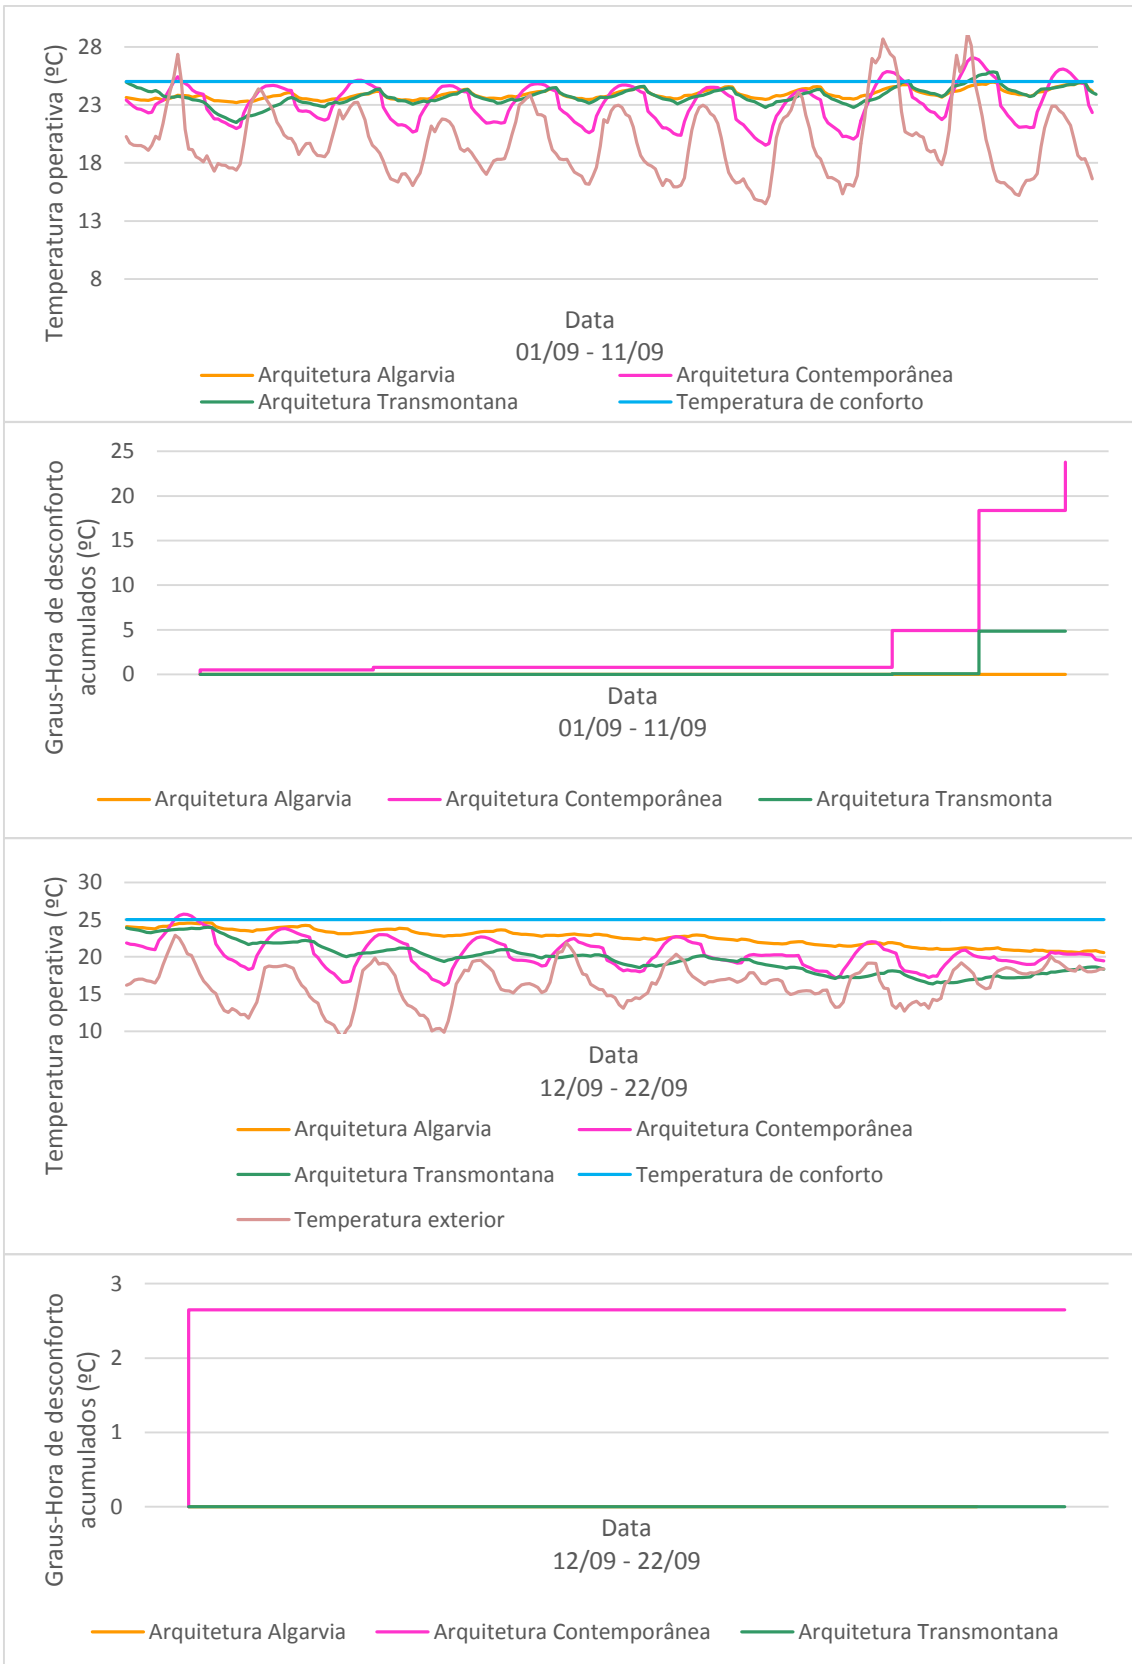 Temperatura operativa (ºC)
28
23
18
13
8
Data
01/09 - 11/09
Arquitetura Algarvia
Arquitetura Contemporânea
Arquitetura Transmontana
Temperatura de conforto
Graus-Hora de desconforto
acumulados (ºC)
25
20
15
10
5
0
Data
01/09 - 11/09
Arquitetura Algarvia
Arquitetura Contemporânea
Arquitetura Transmonta
Temperatura operativa (ºC)
30
25
20
15
10
Data
12/09 - 22/09
Arquitetura Algarvia
Arquitetura Contemporânea
Arquitetura Transmontana
Temperatura de conforto
Temperatura exterior
Graus-Hora de desconforto
acumulados (ºC)
3
2
1
0
Data
12/09 - 22/09
Arquitetura Algarvia
Arquitetura Contemporânea
Arquitetura Transmontana